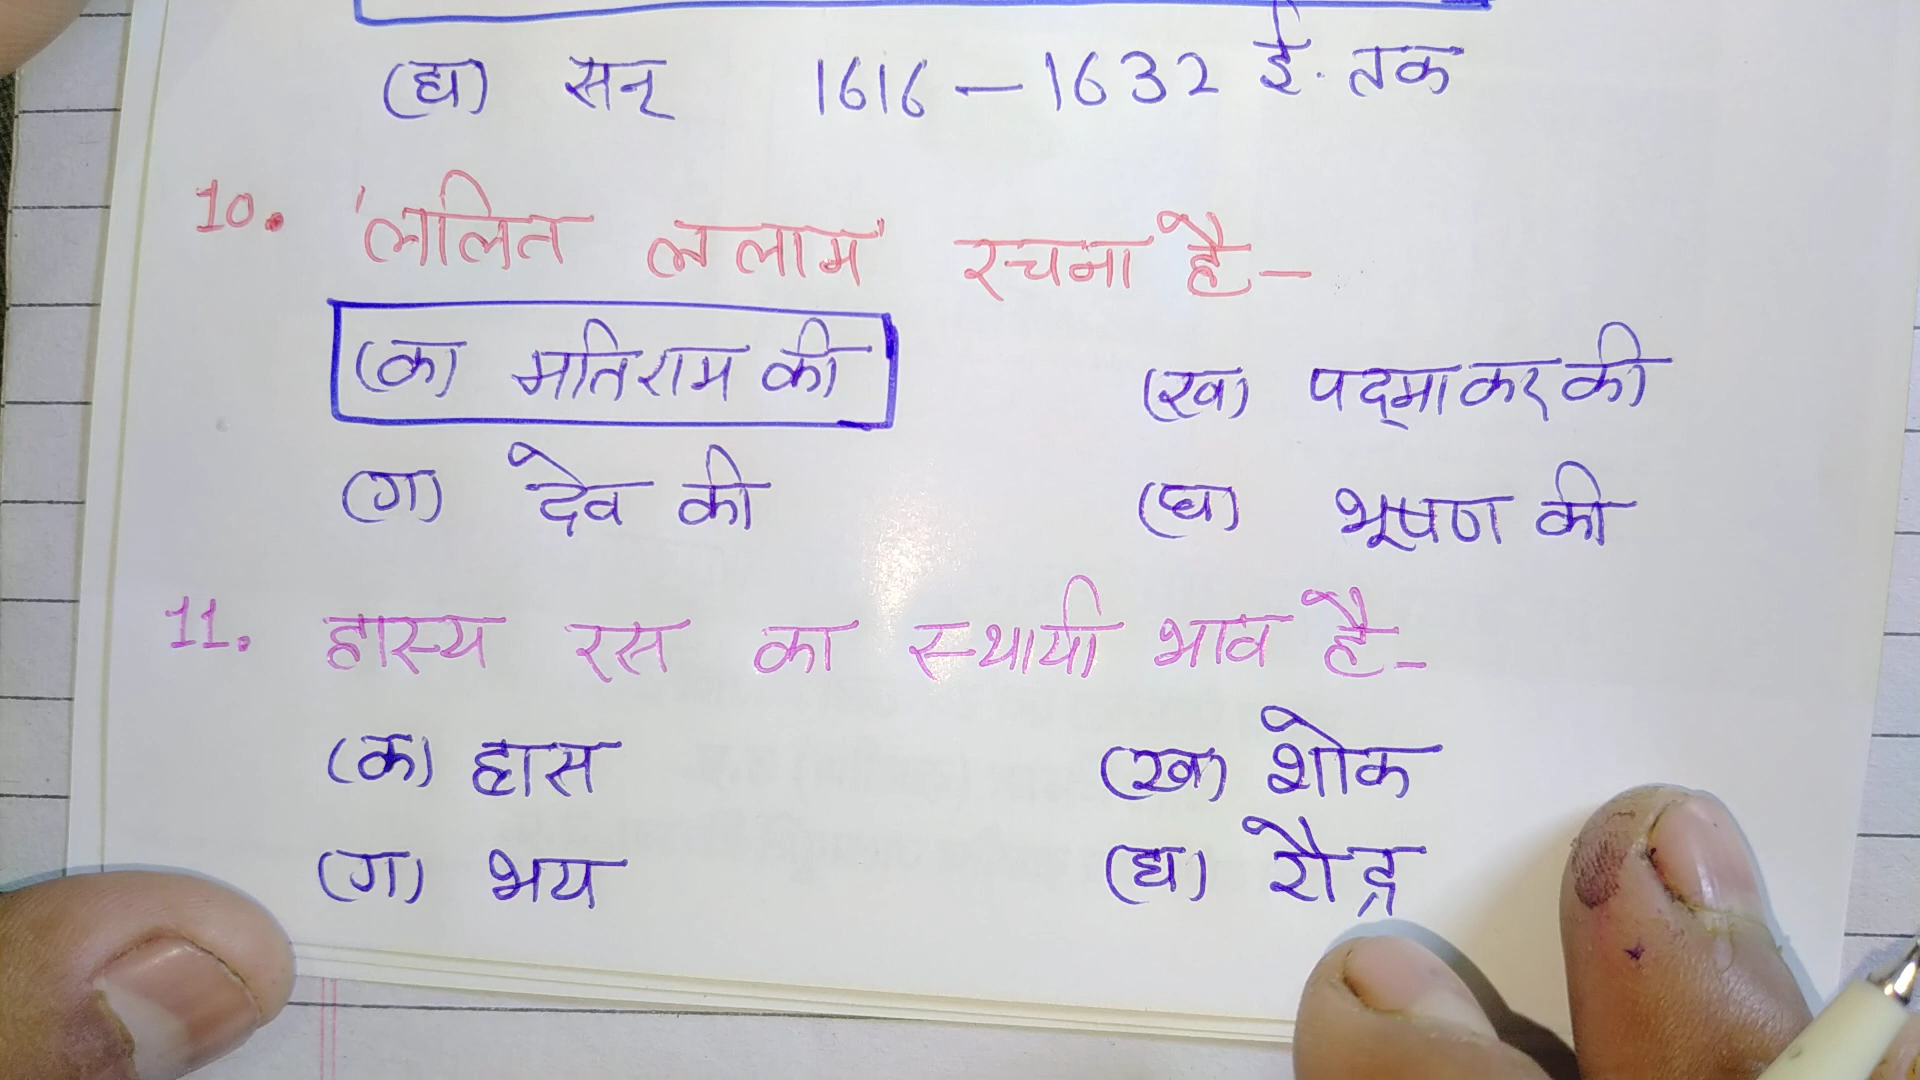 (घ) सन् 1616 – 1632 ई. तक
10. 'ललित ललाम' रचना है–
(क) मतिराम की (ख) पद्माकर की
(ग) देव की (घ) भूषण की
11. हास्य रस का स्थायी भाव है–
(क) हास (ख) शोक
(ग) भय (घ) रौद्र